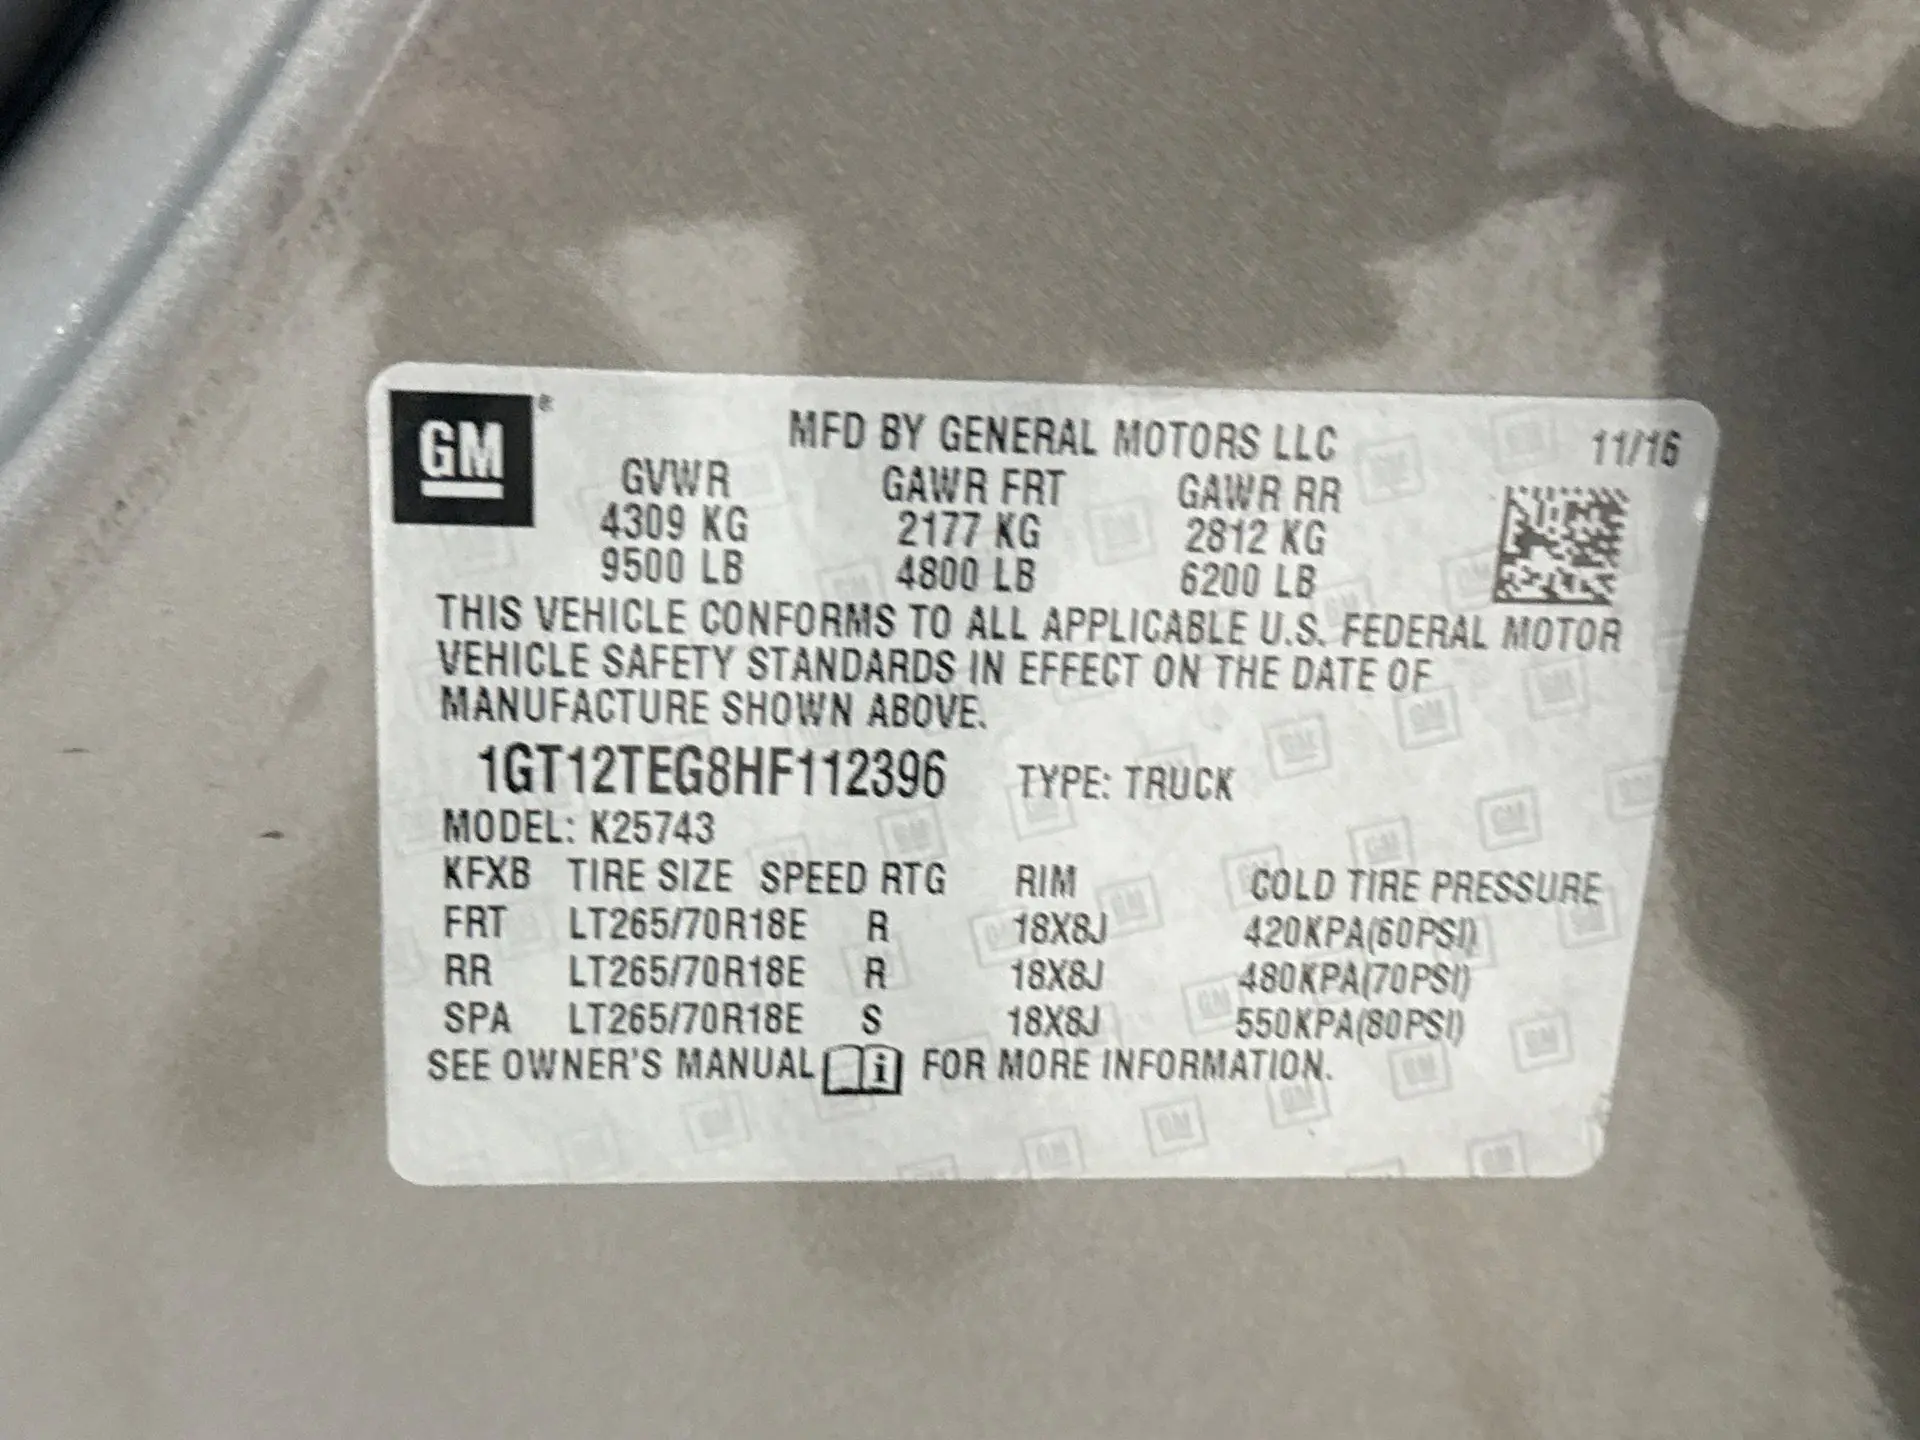 GM®
MFD BY GENERAL MOTORS LLC 11/16
GVWR GAWR FRT GAWR RR
4309 KG 2177 KG 2812 KG
9500 LB 4800 LB 6200 LB
THIS VEHICLE CONFORMS TO ALL APPLICABLE U.S. FEDERAL MOTOR
VEHICLE SAFETY STANDARDS IN EFFECT ON THE DATE OF
MANUFACTURE SHOWN ABOVE.
1GT12TEG8HF112396 TYPE: TRUCK
MODEL: K25743
KFXB TIRE SIZE SPEED RTG RIM COLD TIRE PRESSURE
FRT LT265/70R18E R 18X8J 420KPA(60PSI)
RR LT265/70R18E R 18X8J 480KPA(70PSI)
SPA LT265/70R18E S 18X8J 550KPA(80PSI)
SEE OWNER'S MANUAL i FOR MORE INFORMATION.